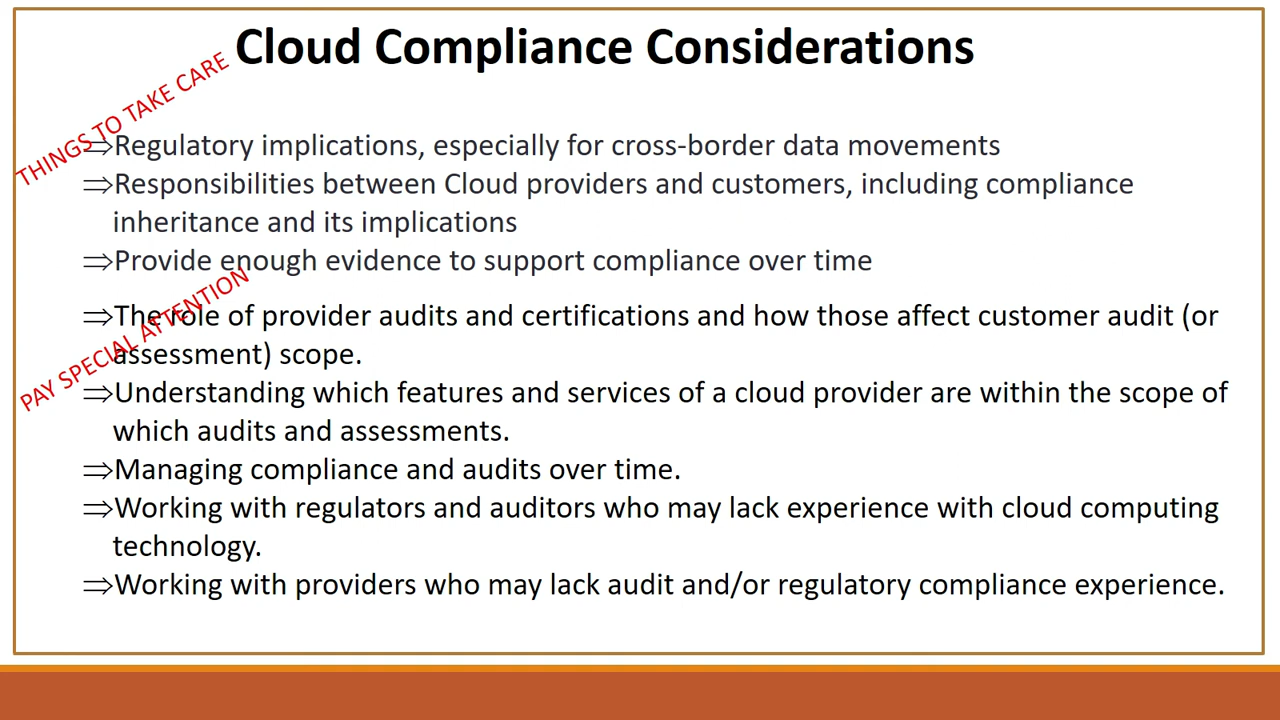 Cloud Compliance Considerations
THINGS TO TAKE CARE
⇒Regulatory implications, especially for cross-border data movements
⇒Responsibilities between Cloud providers and customers, including compliance
inheritance and its implications
⇒Provide enough evidence to support compliance over time
PAY SPECIAL ATTENTION
⇒The role of provider audits and certifications and how those affect customer audit (or
assessment) scope.
⇒Understanding which features and services of a cloud provider are within the scope of
which audits and assessments.
⇒Managing compliance and audits over time.
⇒Working with regulators and auditors who may lack experience with cloud computing
technology.
⇒Working with providers who may lack audit and/or regulatory compliance experience.